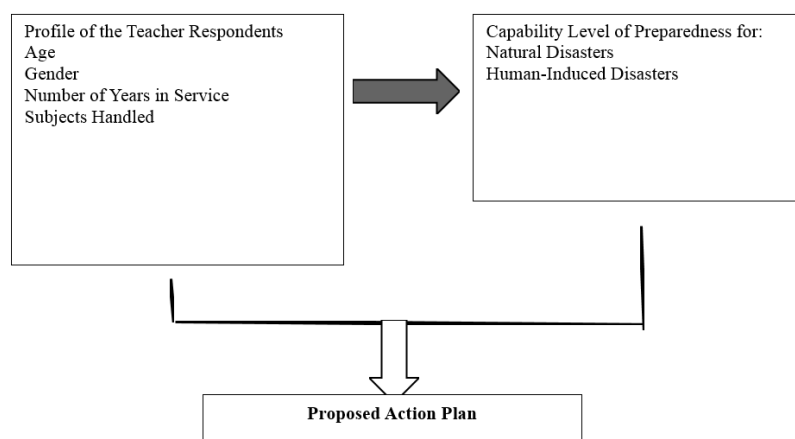 Profile of the Teacher Respondents
Age
Gender
Number of Years in Service
Subjects Handled
Capability Level of Preparedness for:
Natural Disasters
Human-Induced Disasters
Proposed Action Plan